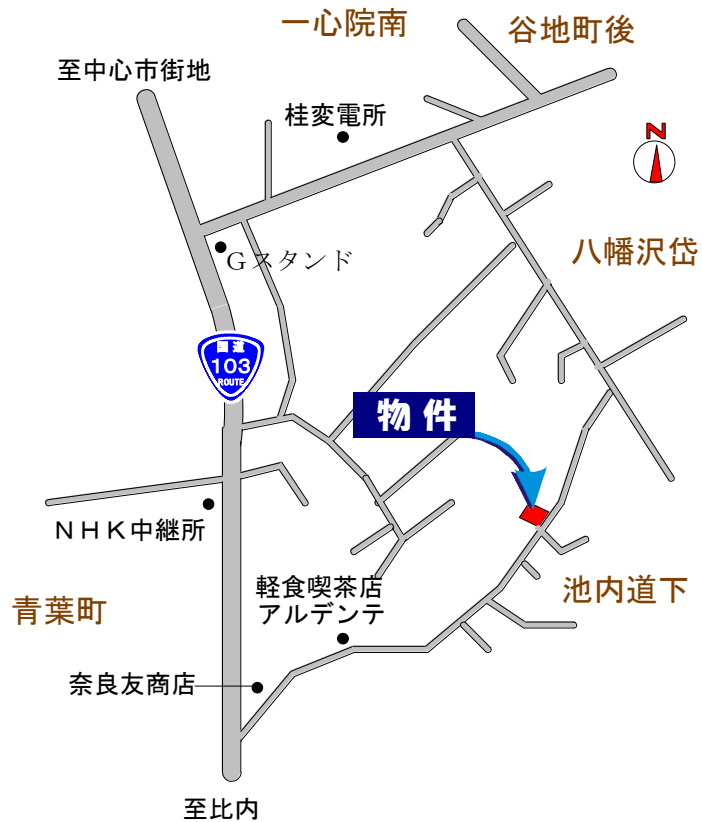 一心院南
谷地町後
至中心市街地
桂変電所
N
八幡沢岱
Gスタンド
国道
103
ROUTE
物件
NHK中継所
池内道下
軽食喫茶店
アルデンテ
青葉町
奈良友商店
至比内